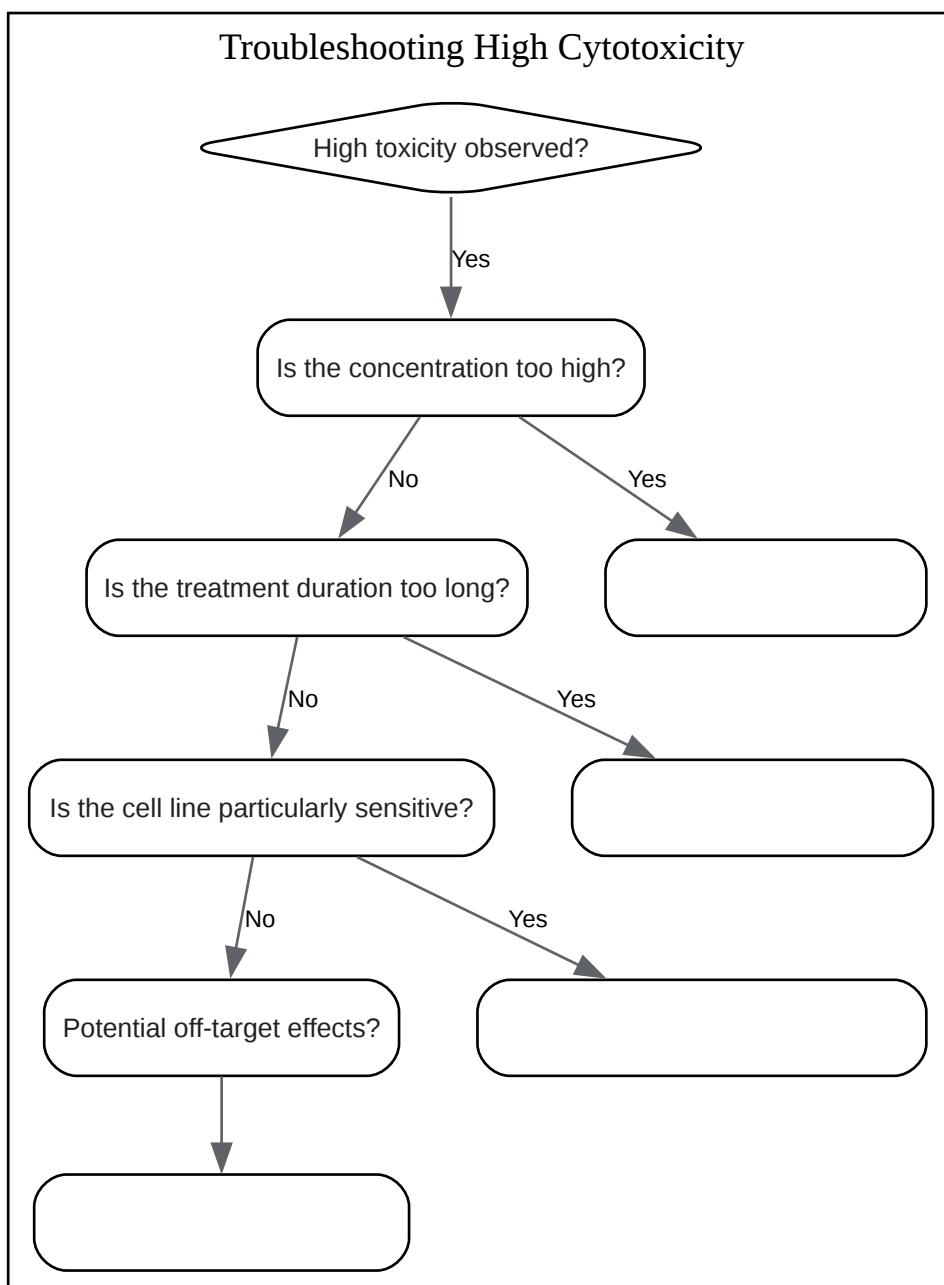 Troubleshooting High Cytotoxicity
High toxicity observed?
Yes
Is the concentration too high?
No
Yes
Is the treatment duration too long?
No
Yes
Is the cell line particularly sensitive?
No
Yes
Potential off-target effects?